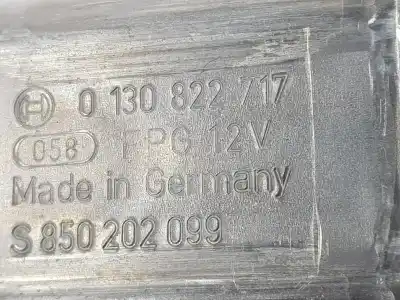 0 130 822 717
058 FPG 12V
Made in Germany
S 850 202 099